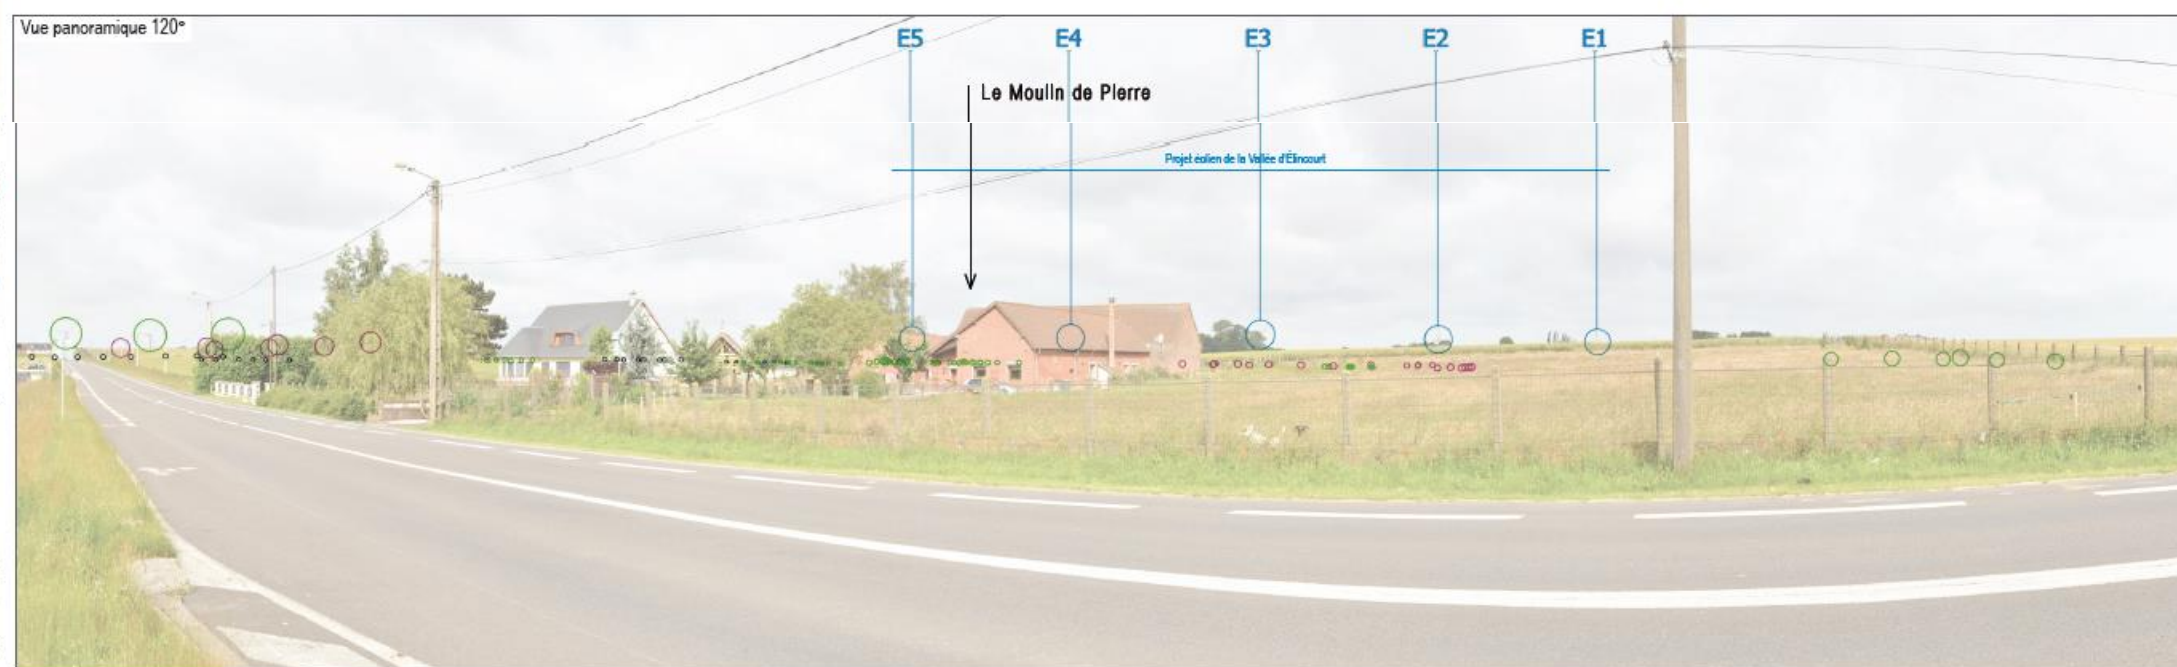 Vue panoramique 120°
E5 E4 E3 E2 E1
Le Moulin de Pierre
Projet éolien de la Vallée d'Élincourt